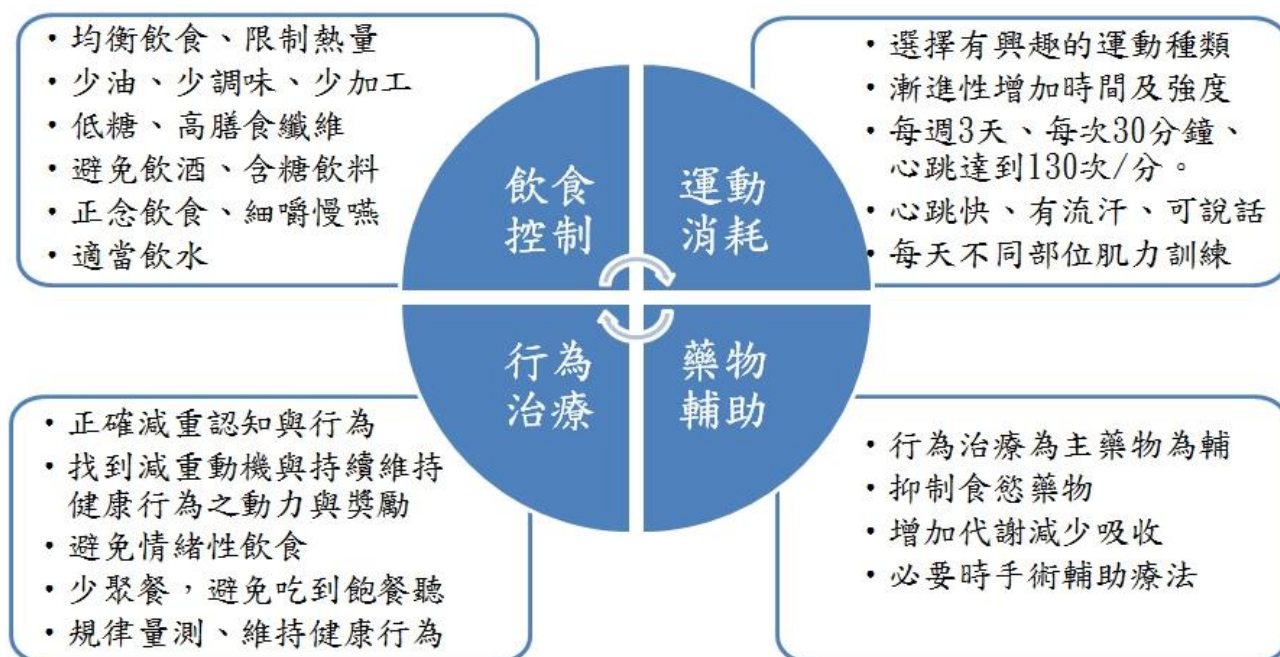 • 均衡飲食、限制熱量
• 少油、少調味、少加工
• 低糖、高膳食纖維
• 避免飲酒、含糖飲料
• 正念飲食、細嚼慢嚥
• 適當飲水
飲食
控制
運動
消耗
• 選擇有興趣的運動種類
• 漸進性增加時間及強度
• 每週3天、每次30分鐘、
心跳達到130次/分。
• 心跳快、有流汗、可說話
• 每天不同部位肌力訓練
行為
治療
藥物
輔助
• 正確減重認知與行為
• 找到減重動機與持續維持
健康行為之動力與獎勵
• 避免情緒性飲食
• 少聚餐，避免吃到飽餐聽
• 規律量測、維持健康行為
• 行為治療為主藥物為輔
• 抑制食慾藥物
• 增加代謝減少吸收
• 必要時手術輔助療法